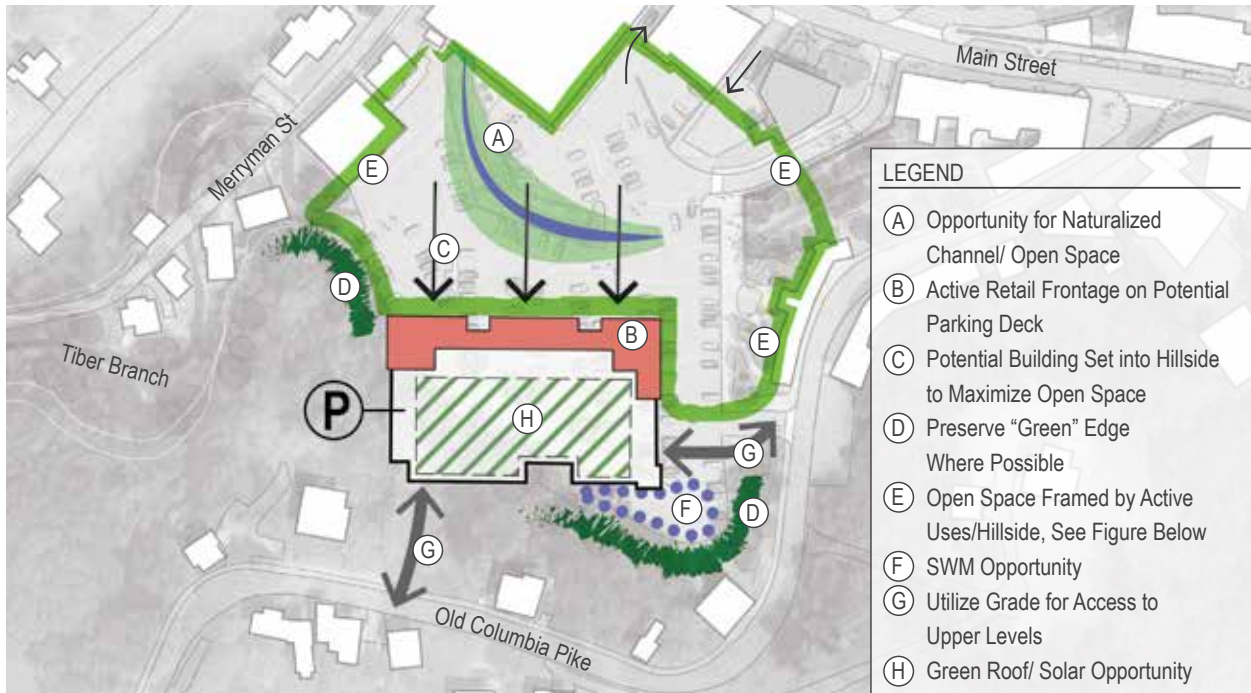 Main Street
A
E
E
Merryman St
C
D
B
E
Tiber Branch
P
H
G
F
D
G
Old Columbia Pike
LEGEND
A Opportunity for Naturalized
Channel/ Open Space
B Active Retail Frontage on Potential
Parking Deck
C Potential Building Set into Hillside
to Maximize Open Space
D Preserve “Green” Edge
Where Possible
E Open Space Framed by Active
Uses/Hillside, See Figure Below
F SWM Opportunity
G Utilize Grade for Access to
Upper Levels
H Green Roof/ Solar Opportunity